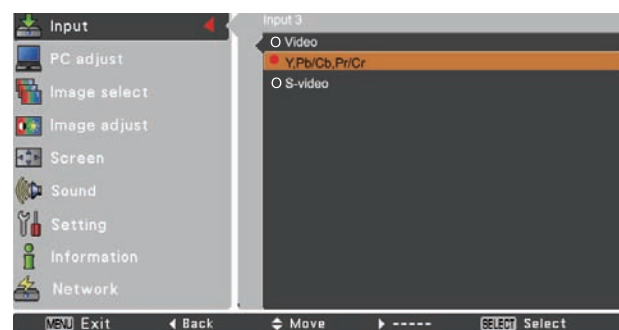 Input
PC adjust
Image select
Image adjust
Screen
Sound
Setting
Information
Network
Input 3
Video
Y,Pb/Cb,Pr/Cr
S-video
MENU Exit
Back
Move
-----
SELECT Select